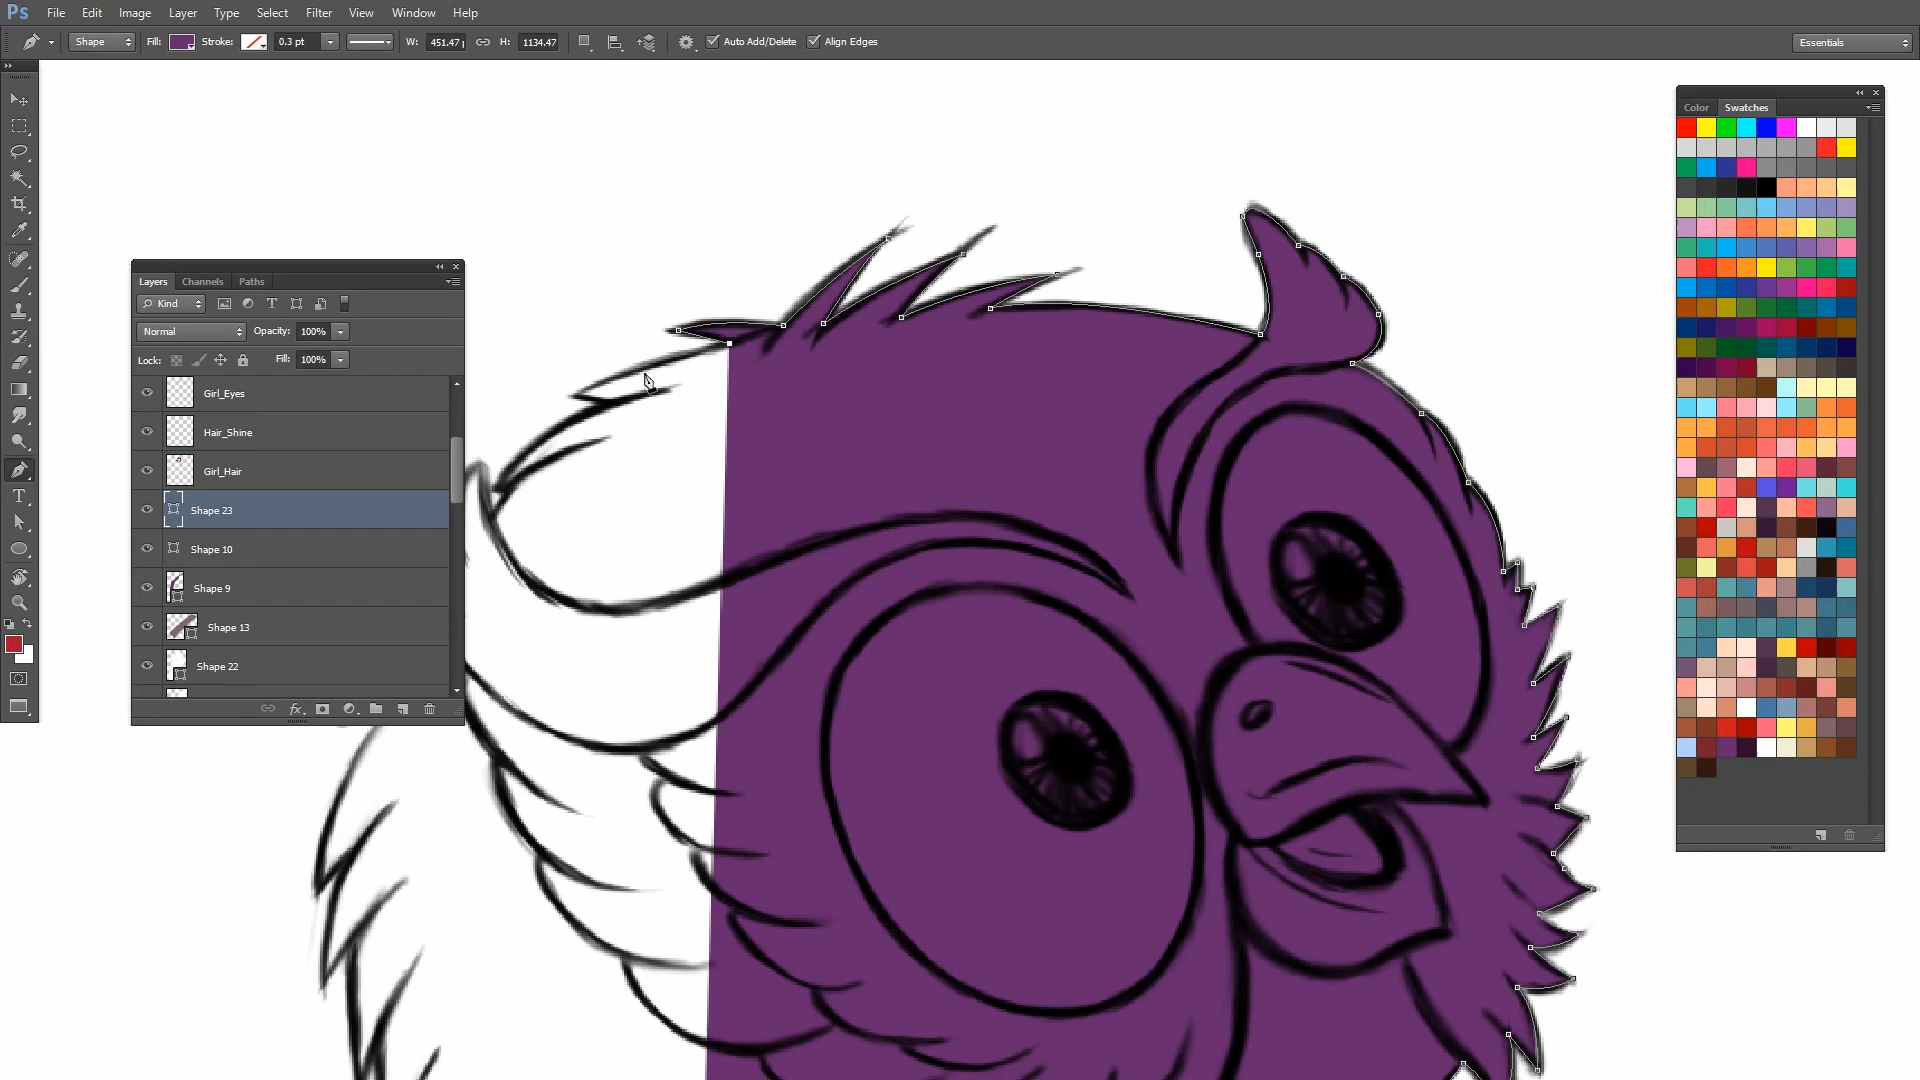 Ps File Edit Image Layer Type Select Filter View Window Help
Shape Fill: Stroke: 0.3 pt W: 451.47 H: 1134.47 Auto Add/Delete Align Edges Essentials
Color Swatches
Layers Channels Paths
Kind T
Normal Opacity: 100%
Lock: Fill: 100%
Girl_Eyes
Hair_Shine
Girl_Hair
Shape 23
Shape 10
Shape 9
Shape 13
Shape 22
fx
T